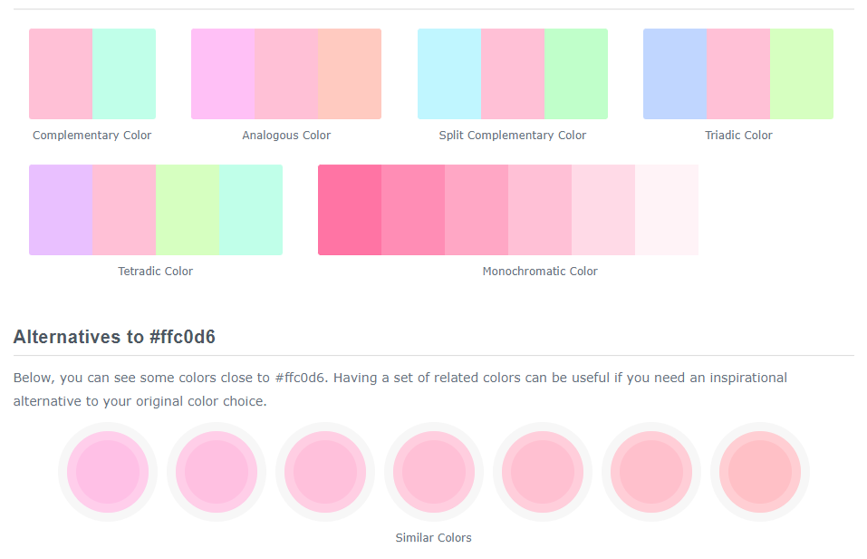 Complementary Color
Analogous Color
Split Complementary Color
Triadic Color
Tetradic Color
Monochromatic Color
Alternatives to #ffc0d6
Below, you can see some colors close to #ffc0d6. Having a set of related colors can be useful if you need an inspirational
alternative to your original color choice.
Similar Colors